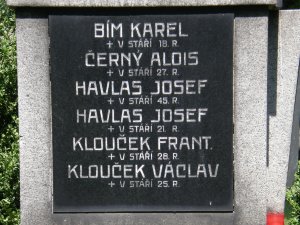 BÍM KAREL
+ V STÁŘÍ 18. R.
ČERNÝ ALOIS
+ V STÁŘÍ 27. R.
HAVLAS JOSEF
+ V STÁŘÍ 45. R.
HAVLAS JOSEF
+ V STÁŘÍ 21. R.
KLOUČEK FRANT.
+ V STÁŘÍ 28. R.
KLOUČEK VÁCLAV
+ V STÁŘÍ 25. R.